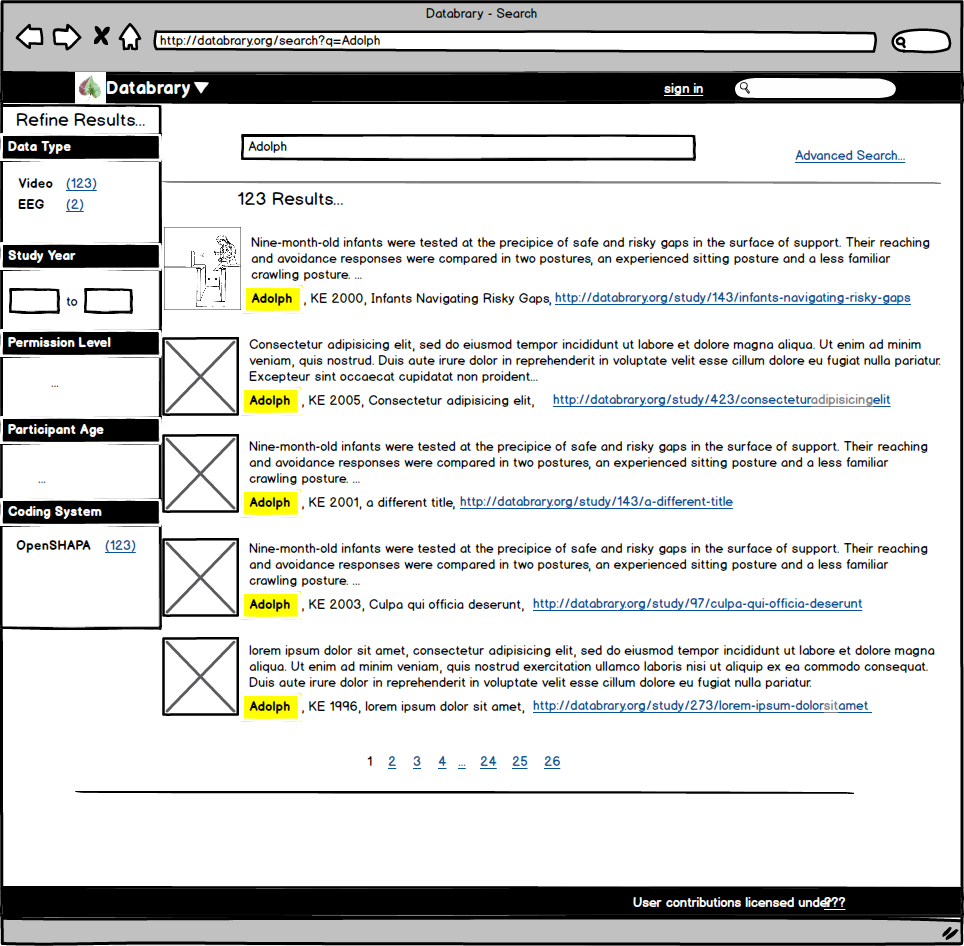 Databrary - Search
http://databrary.org/search?q=Adolph
Databrary
sign in
Refine Results...
Data Type
Video (123)
EEG (2)
Study Year
to
Permission Level
...
Participant Age
...
Coding System
OpenSHAPA (123)
Adolph
Advanced Search...
123 Results...
Nine-month-old infants were tested at the precipice of safe and risky gaps in the surface of support. Their reaching
and avoidance responses were compared in two postures, an experienced sitting posture and a less familiar
crawling posture. ...
Adolph , KE 2000, Infants Navigating Risky Gaps, http://databrary.org/study/143/infants-navigating-risky-gaps
Consectetur adipisicing elit, sed do eiusmod tempor incididunt ut labore et dolore magna aliqua. Ut enim ad minim
veniam, quis nostrud. Duis aute irure dolor in reprehenderit in voluptate velit esse cillum dolore eu fugiat nulla pariatur.
Excepteur sint occaecat cupidatat non proident...
Adolph , KE 2005, Consectetur adipisicing elit, http://databrary.org/study/423/consecteturadipisicingelit
Nine-month-old infants were tested at the precipice of safe and risky gaps in the surface of support. Their reaching
and avoidance responses were compared in two postures, an experienced sitting posture and a less familiar
crawling posture. ...
Adolph , KE 2001, a different title, http://databrary.org/study/143/a-different-title
Nine-month-old infants were tested at the precipice of safe and risky gaps in the surface of support. Their reaching
and avoidance responses were compared in two postures, an experienced sitting posture and a less familiar
crawling posture. ...
Adolph , KE 2003, Culpa qui officia deserunt, http://databrary.org/study/97/culpa-qui-officia-deserunt
lorem ipsum dolor sit amet, consectetur adipisicing elit, sed do eiusmod tempor incididunt ut labore et dolore magna
aliqua. Ut enim ad minim veniam, quis nostrud exercitation ullamco laboris nisi ut aliquip ex ea commodo consequat.
Duis aute irure dolor in reprehenderit in voluptate velit esse cillum dolore eu fugiat nulla pariatur.
Adolph , KE 1996, lorem ipsum dolor sit amet, http://databrary.org/study/273/lorem-ipsum-dolorsitamet
1 2 3 4 ... 24 25 26
User contributions licensed under???